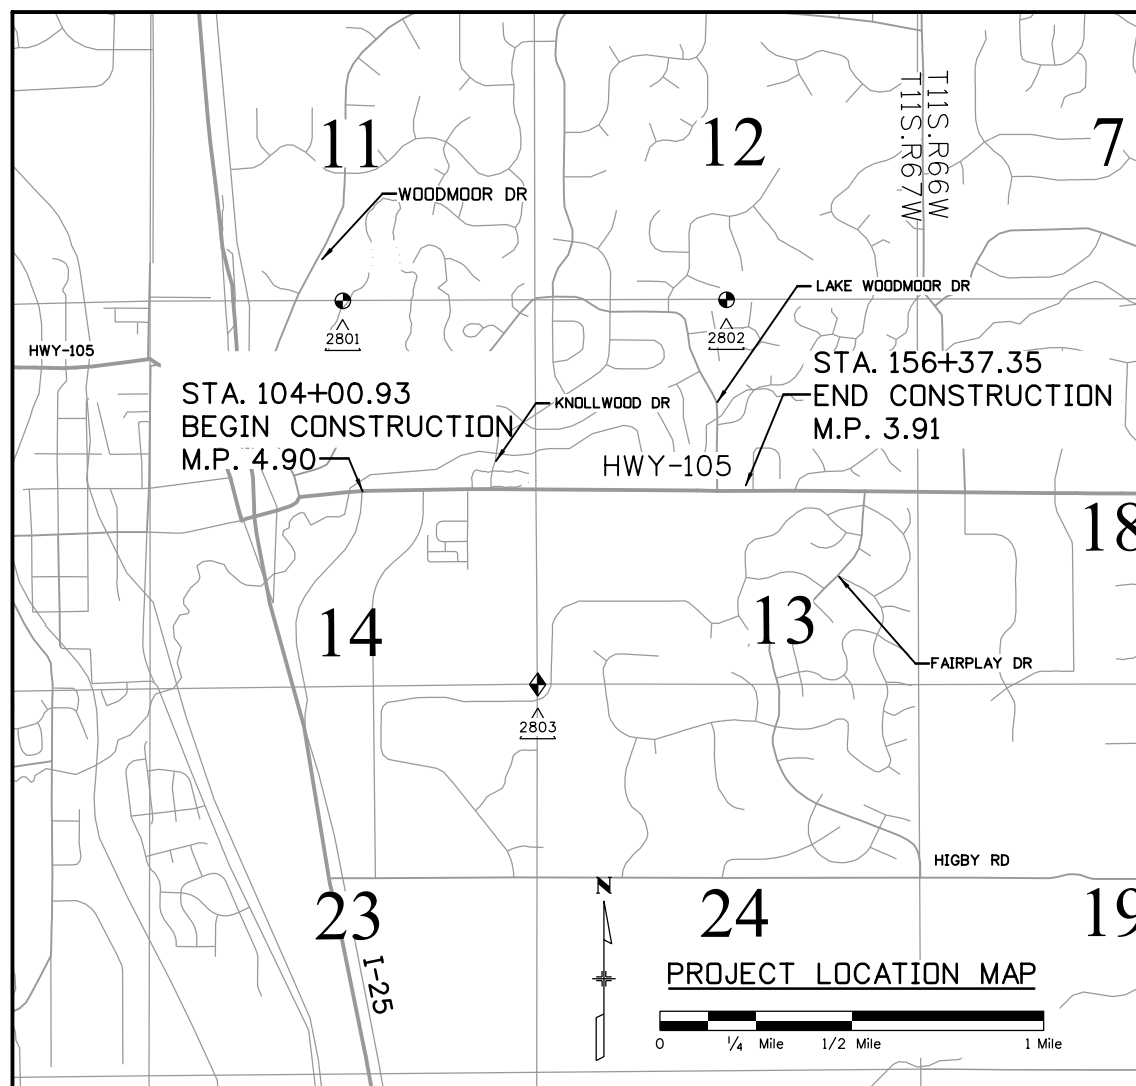 11
12
7
T11S.R66W
T11S.R67W
WOODMOOR DR
LAKE WOODMOOR DR
2801
2802
HWY-105
STA. 104+00.93
BEGIN CONSTRUCTION
M.P. 4.90
KNOLLWOOD DR
STA. 156+37.35
END CONSTRUCTION
M.P. 3.91
HWY-105
18
14
13
FAIRPLAY DR
2803
HIGBY RD
N
23
24
19
I-25
PROJECT LOCATION MAP
0 1/4 Mile 1/2 Mile 1 Mile